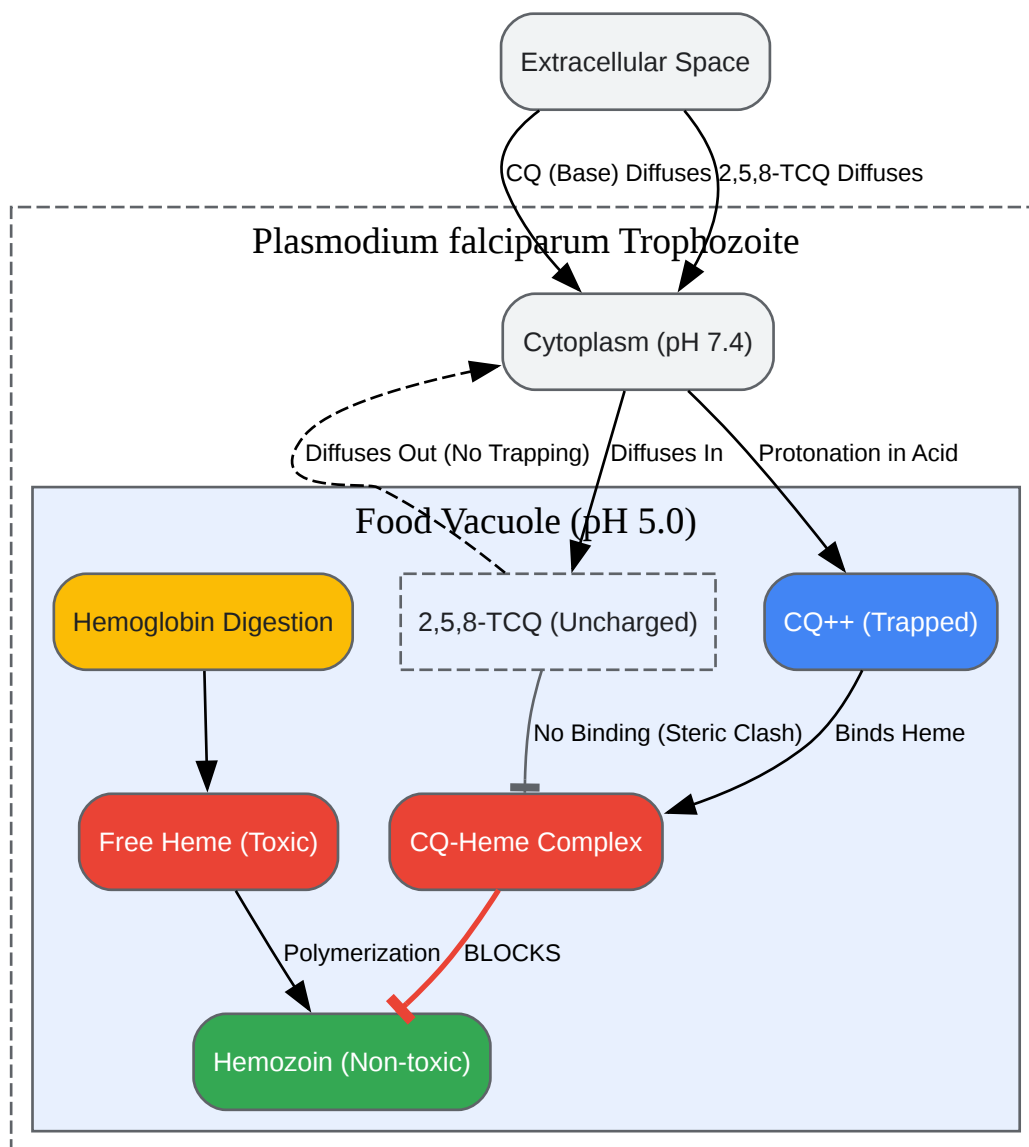 Extracellular Space
CQ (Base) Diffuses
2,5,8-TCQ Diffuses
Plasmodium falciparum Trophozoite
Cytoplasm (pH 7.4)
Diffuses Out (No Trapping)
Diffuses In
Protonation in Acid
Food Vacuole (pH 5.0)
Hemoglobin Digestion
2,5,8-TCQ (Uncharged)
CQ++ (Trapped)
No Binding (Steric Clash)
Binds Heme
Free Heme (Toxic)
CQ-Heme Complex
Polymerization
BLOCKS
Hemozoin (Non-toxic)